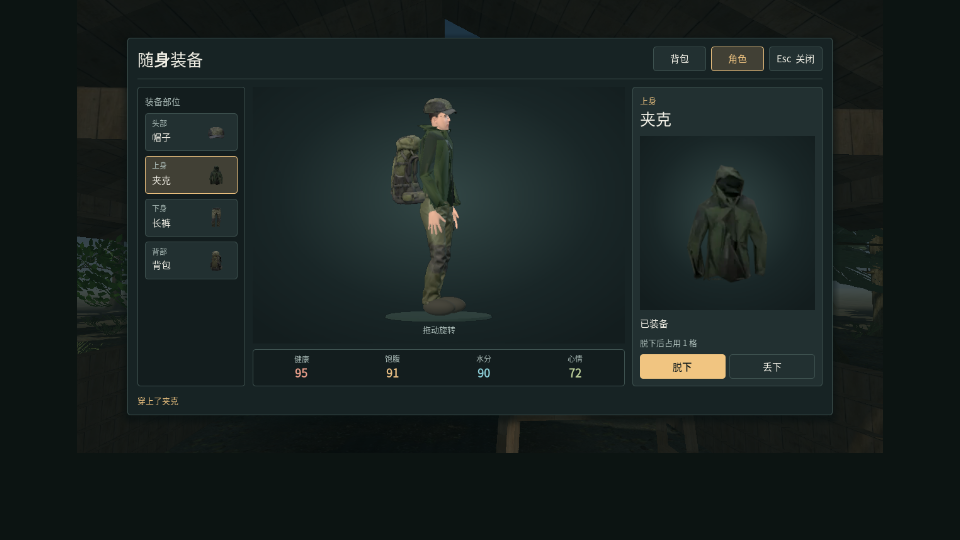 随身装备
背包
角色
Esc 关闭
装备部位
头部
帽子
上身
夹克
下身
长裤
背部
背包
拖动旋转
健康
95
饱腹
91
水分
90
心情
72
上身
夹克
已装备
脱下后占用 1 格
脱下
丢下
穿上了夹克